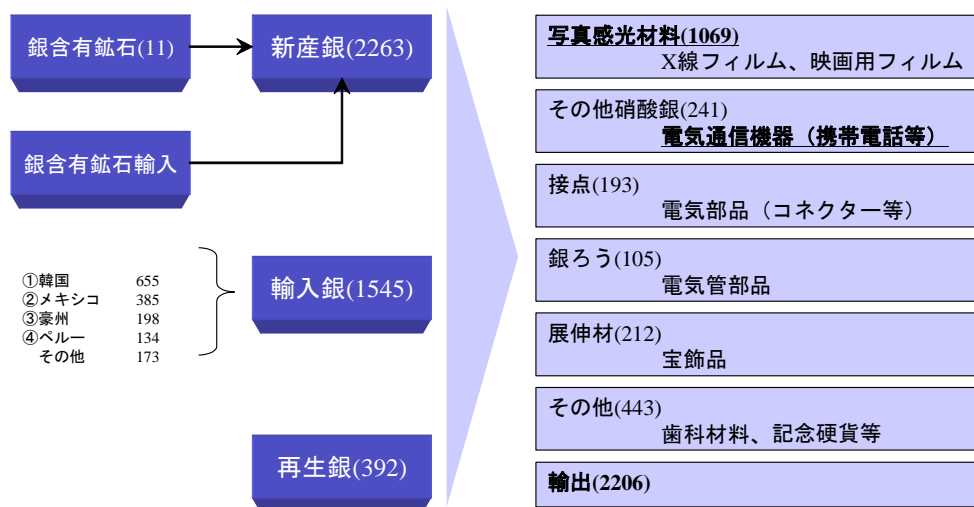 銀含有鉱石(11)
新産銀(2263)
銀含有鉱石輸入
①韓国 655
②メキシコ 385
③豪州 198
④ペルー 134
その他 173
輸入銀(1545)
再生銀(392)
写真感光材料(1069)
X線フィルム、映画用フィルム
その他硝酸銀(241)
電気通信機器（携帯電話等）
接点(193)
電気部品（コネクター等）
銀ろう(105)
電気管部品
展伸材(212)
宝飾品
その他(443)
歯科材料、記念硬貨等
輸出(2206)